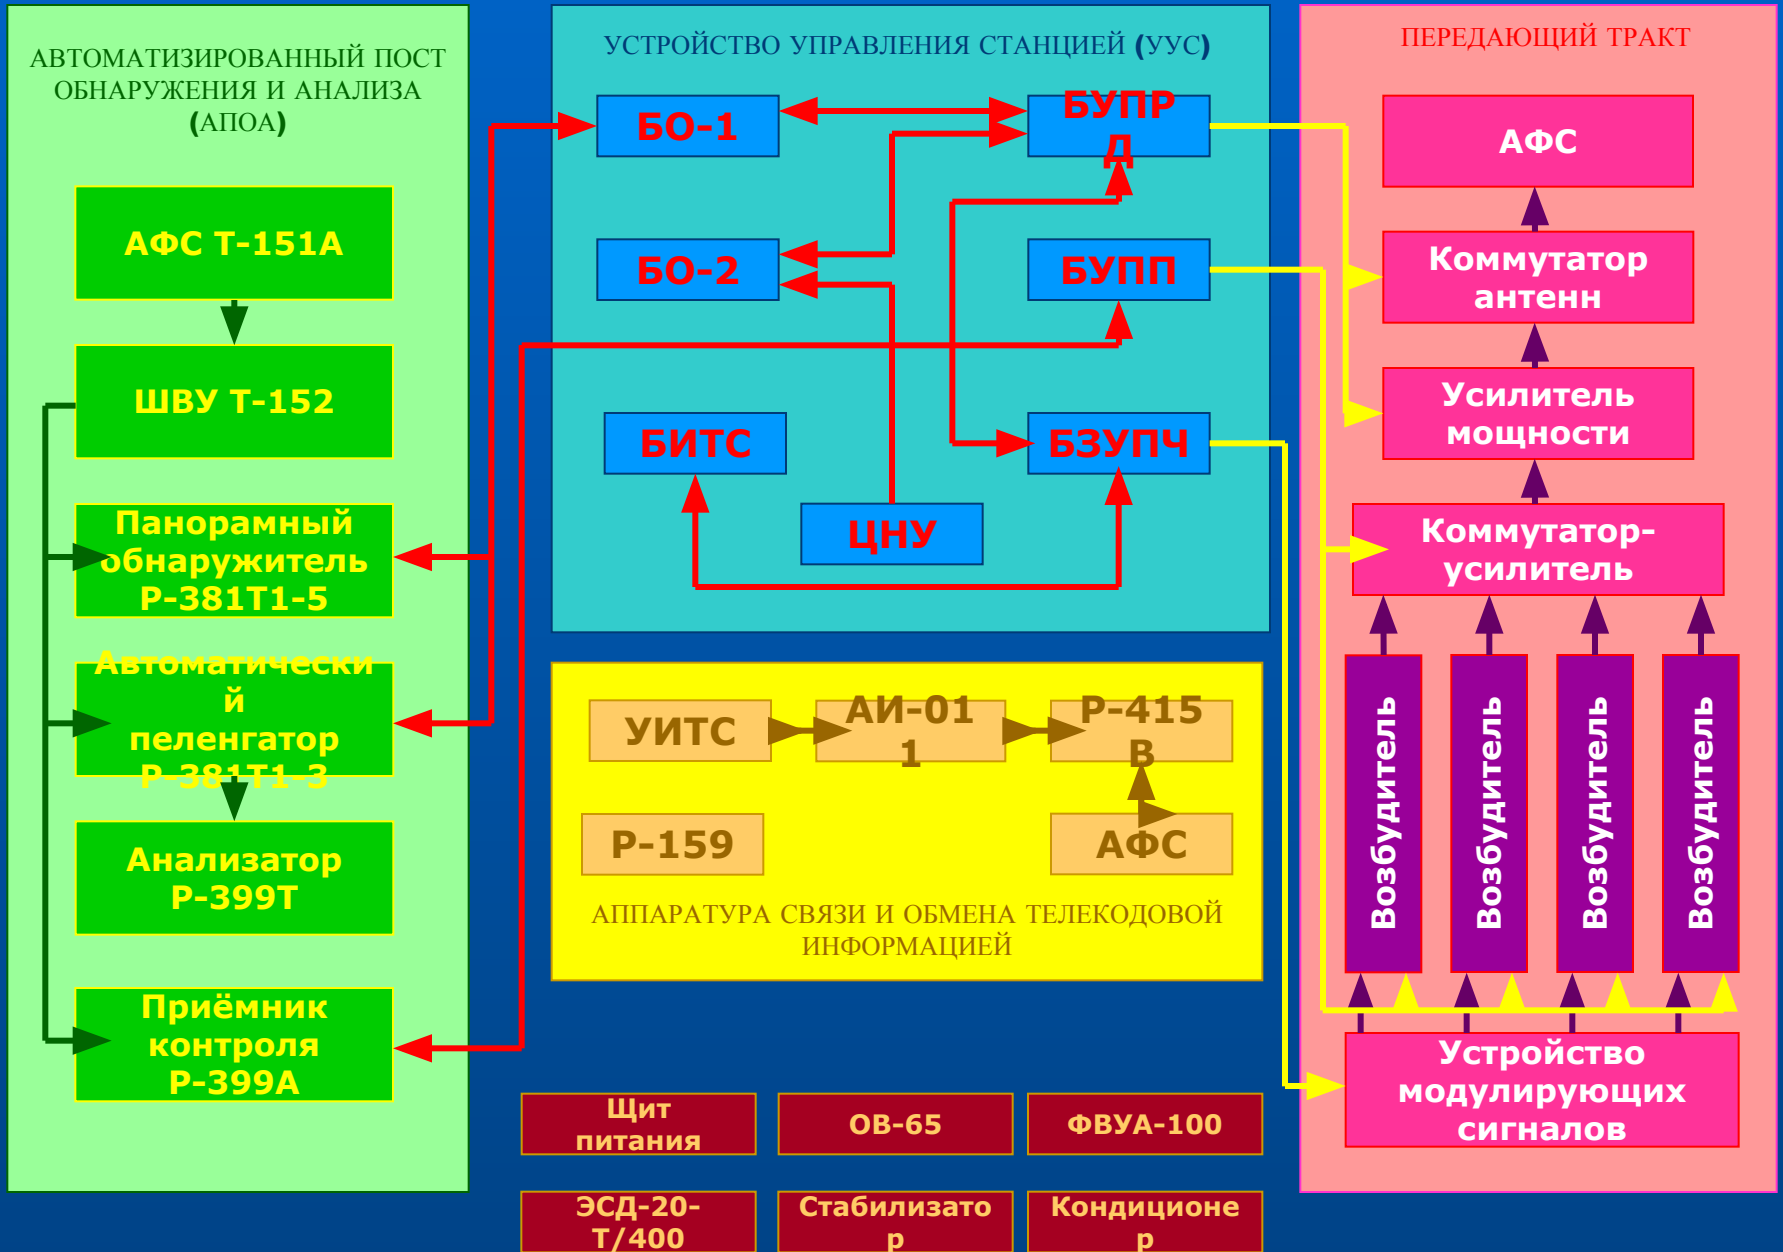 АВТОМАТИЗИРОВАННЫЙ ПОСТ
ОБНАРУЖЕНИЯ И АНАЛИЗА
(АПОА)
АФС Т-151А
ШВУ Т-152
Панорамный
обнаружитель
Р-381Т1-5
Автоматически
й
пеленгатор
Р-381Т1-3
Анализатор
Р-399Т
Приёмник
контроля
Р-399А
УСТРОЙСТВО УПРАВЛЕНИЯ СТАНЦИЕЙ (УУС)
БО-1
БУПР
Д
БО-2
БУПП
БИТС
БЗУПЧ
ЦНУ
УИТС
АИ-01
1
Р-415
В
Р-159
АФС
АППАРАТУРА СВЯЗИ И ОБМЕНА ТЕЛЕКОДОВОЙ
ИНФОРМАЦИЕЙ
Щит
питания
ОВ-65
ФВУА-100
ЭСД-20-
Т/400
Стабилизато
р
Кондиционе
р
ПЕРЕДАЮЩИЙ ТРАКТ
АФС
Коммутатор
антенн
Усилитель
мощности
Коммутатор-
усилитель
Возбудитель
Возбудитель
Возбудитель
Возбудитель
Устройство
модулирующих
сигналов